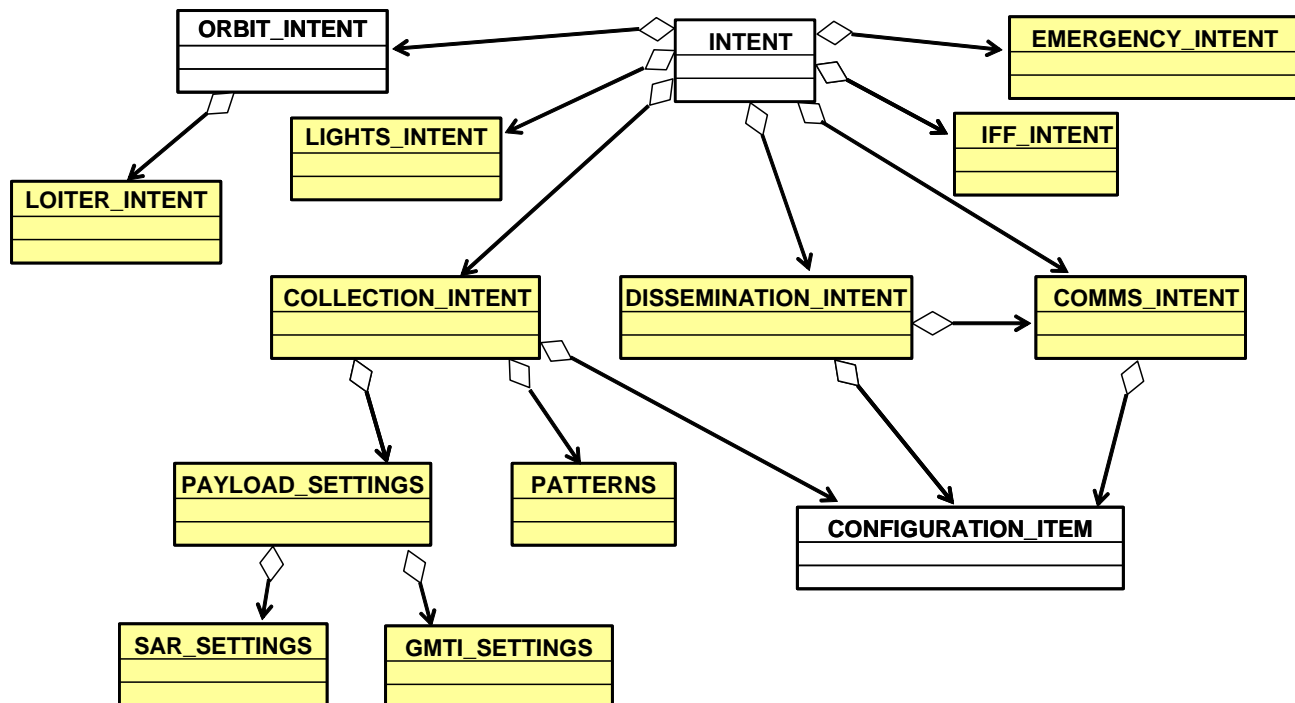 ORBIT_INTENT
INTENT
EMERGENCY_INTENT
LIGHTS_INTENT
IFF_INTENT
LOITER_INTENT
COLLECTION_INTENT
DISSEMINATION_INTENT
COMMS_INTENT
PAYLOAD_SETTINGS
PATTERNS
CONFIGURATION_ITEM
SAR_SETTINGS
GMTI_SETTINGS